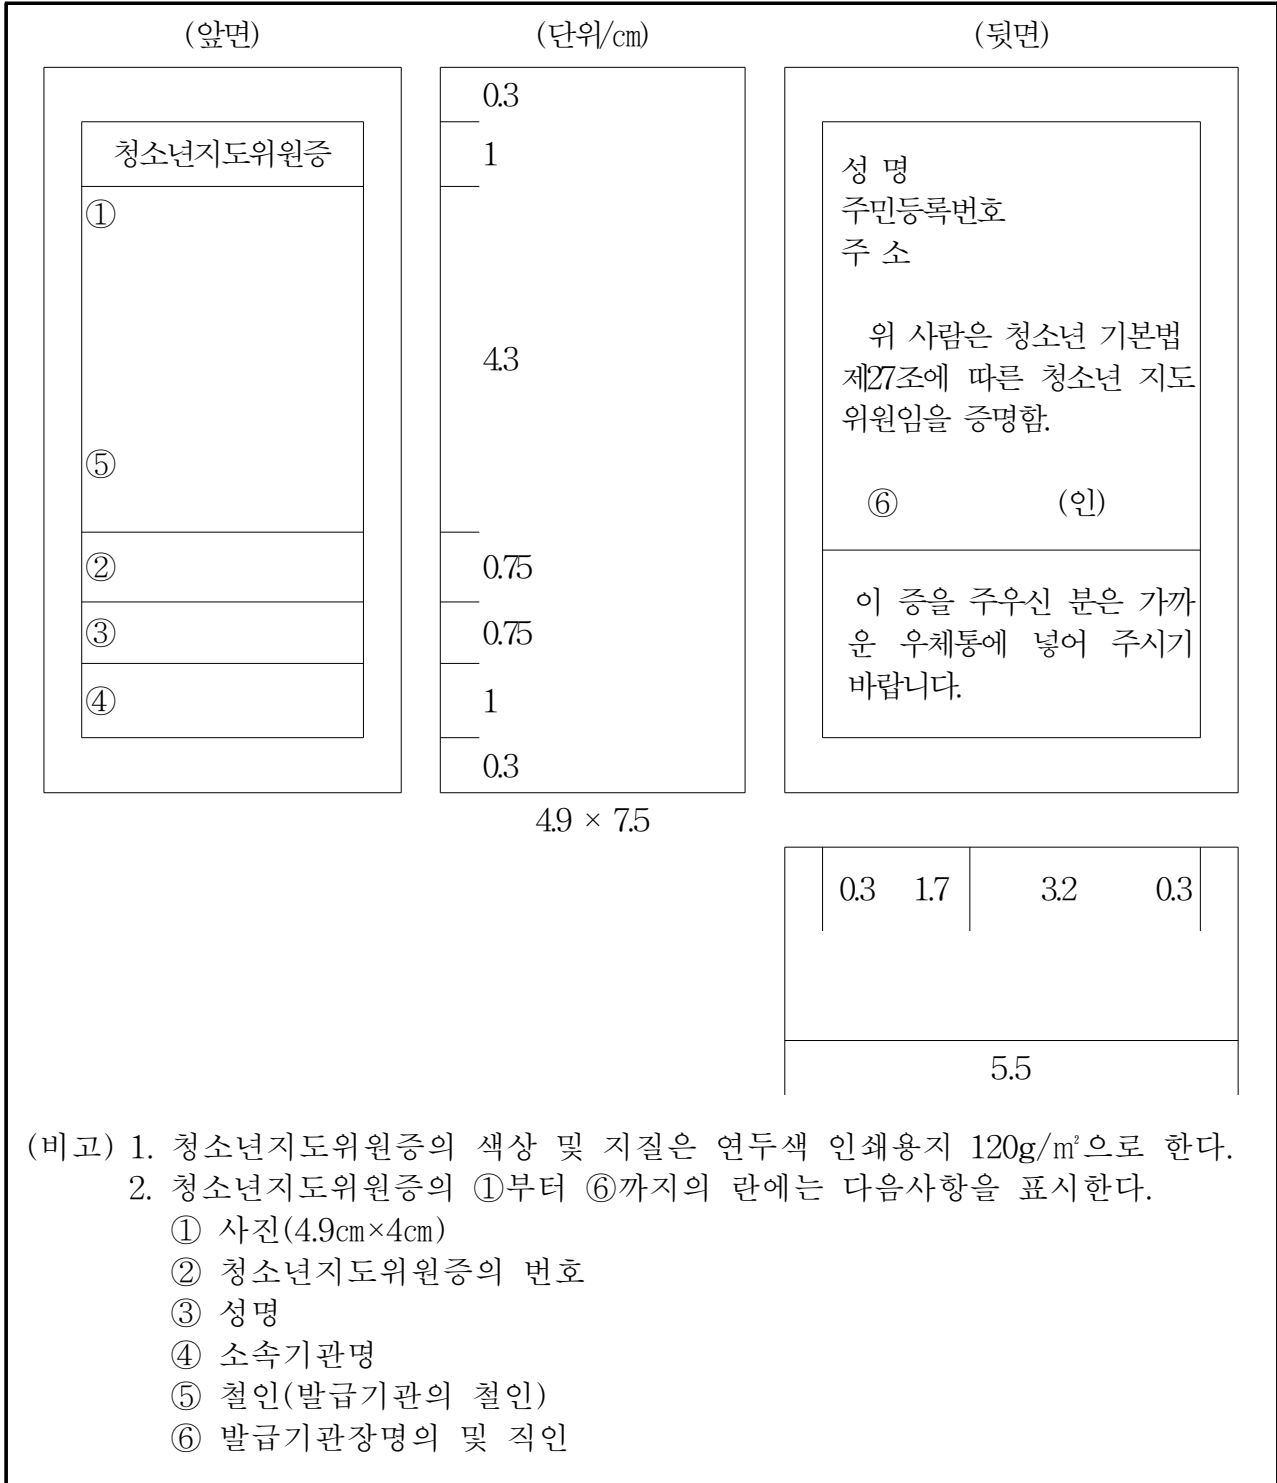 (앞면)
(단위/㎝)
(뒷면)
청소년지도위원증
①
⑤
②
③
④
0.3
1
4.3
0.75
0.75
1
0.3
4.9 × 7.5
성 명
주민등록번호
주 소
위 사람은 청소년 기본법
제27조에 따른 청소년 지도
위원임을 증명함.
⑥ (인)
이 증을 주우신 분은 가까
운 우체통에 넣어 주시기
바랍니다.
0.3 1.7 3.2 0.3
5.5
(비고) 1. 청소년지도위원증의 색상 및 지질은 연두색 인쇄용지 120g/㎡으로 한다.
2. 청소년지도위원증의 ①부터 ⑥까지의 란에는 다음사항을 표시한다.
① 사진(4.9㎝×4㎝)
② 청소년지도위원증의 번호
③ 성명
④ 소속기관명
⑤ 철인(발급기관의 철인)
⑥ 발급기관장명의 및 직인